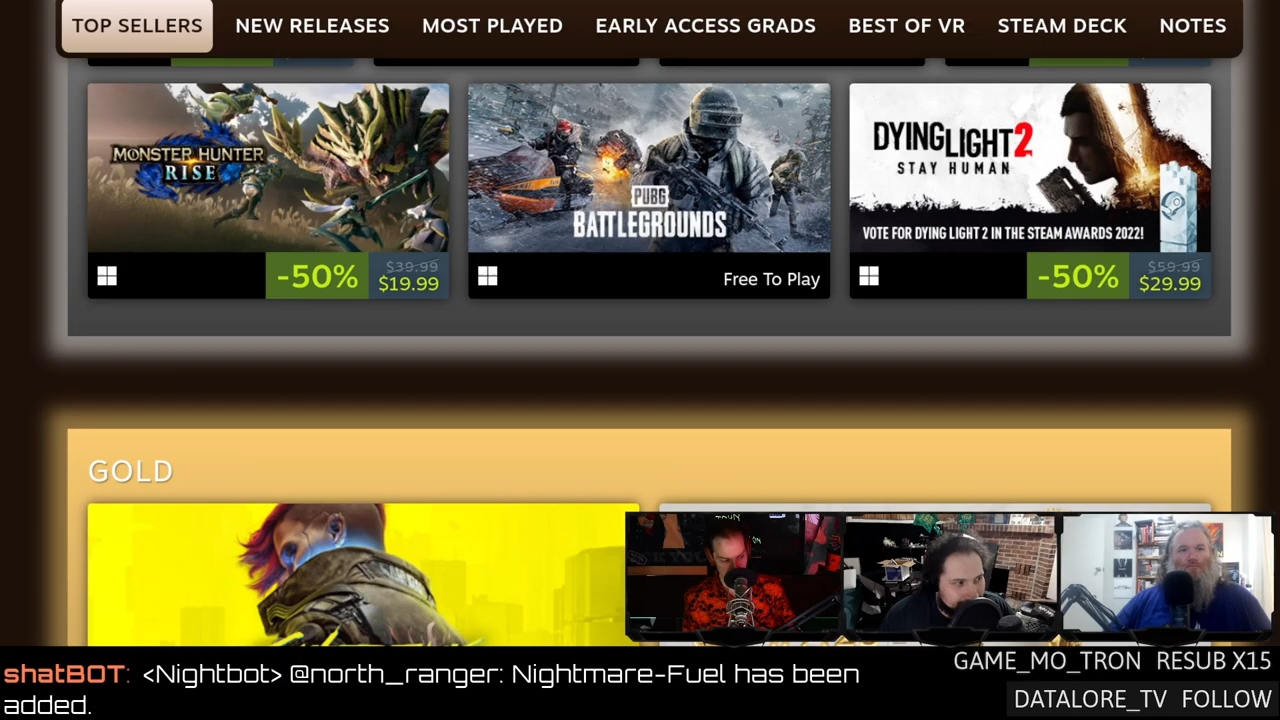 TOP SELLERS NEW RELEASES MOST PLAYED EARLY ACCESS GRADS BEST OF VR STEAM DECK NOTES
MONSTER HUNTER
RISE
-50%
$39.99
$19.99
PUBG
BATTLEGROUNDS
Free To Play
DYING LIGHT 2
STAY HUMAN
VOTE FOR DYING LIGHT 2 IN THE STEAM AWARDS 2022!
-50%
$59.99
$29.99
GOLD
shatBOT: <Nightbot> @north_ranger: Nightmare-Fuel has been
added.
GAME_MO_TRON RESUB X15
DATALORE_TV FOLLOW